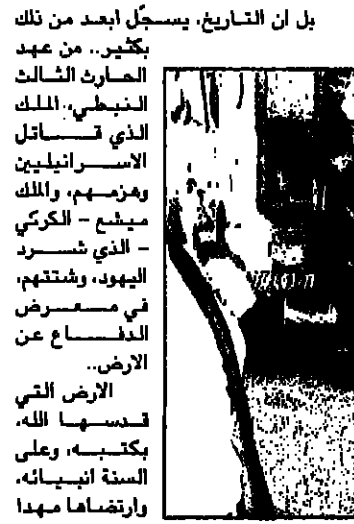 بل ان التاريخ، يسجّل ابعد من ذلك
بكثير.. من عهد
الحارث الثالث
النبطي، الملك
الذي قاتل
الاسرائيليين
وهزمهم، والملك
ميشع - الكركي
- الذي شرد
اليهود، وشتتهم،
في معرض
الدفاع عن
الارض..
الارض التي
قدسها الله،
بكتبه، وعلى
السنة انبيائه،
وارتضاها مهدا